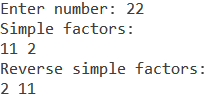 Enter number: 22
Simple factors:
11 2
Reverse simple factors:
2 11